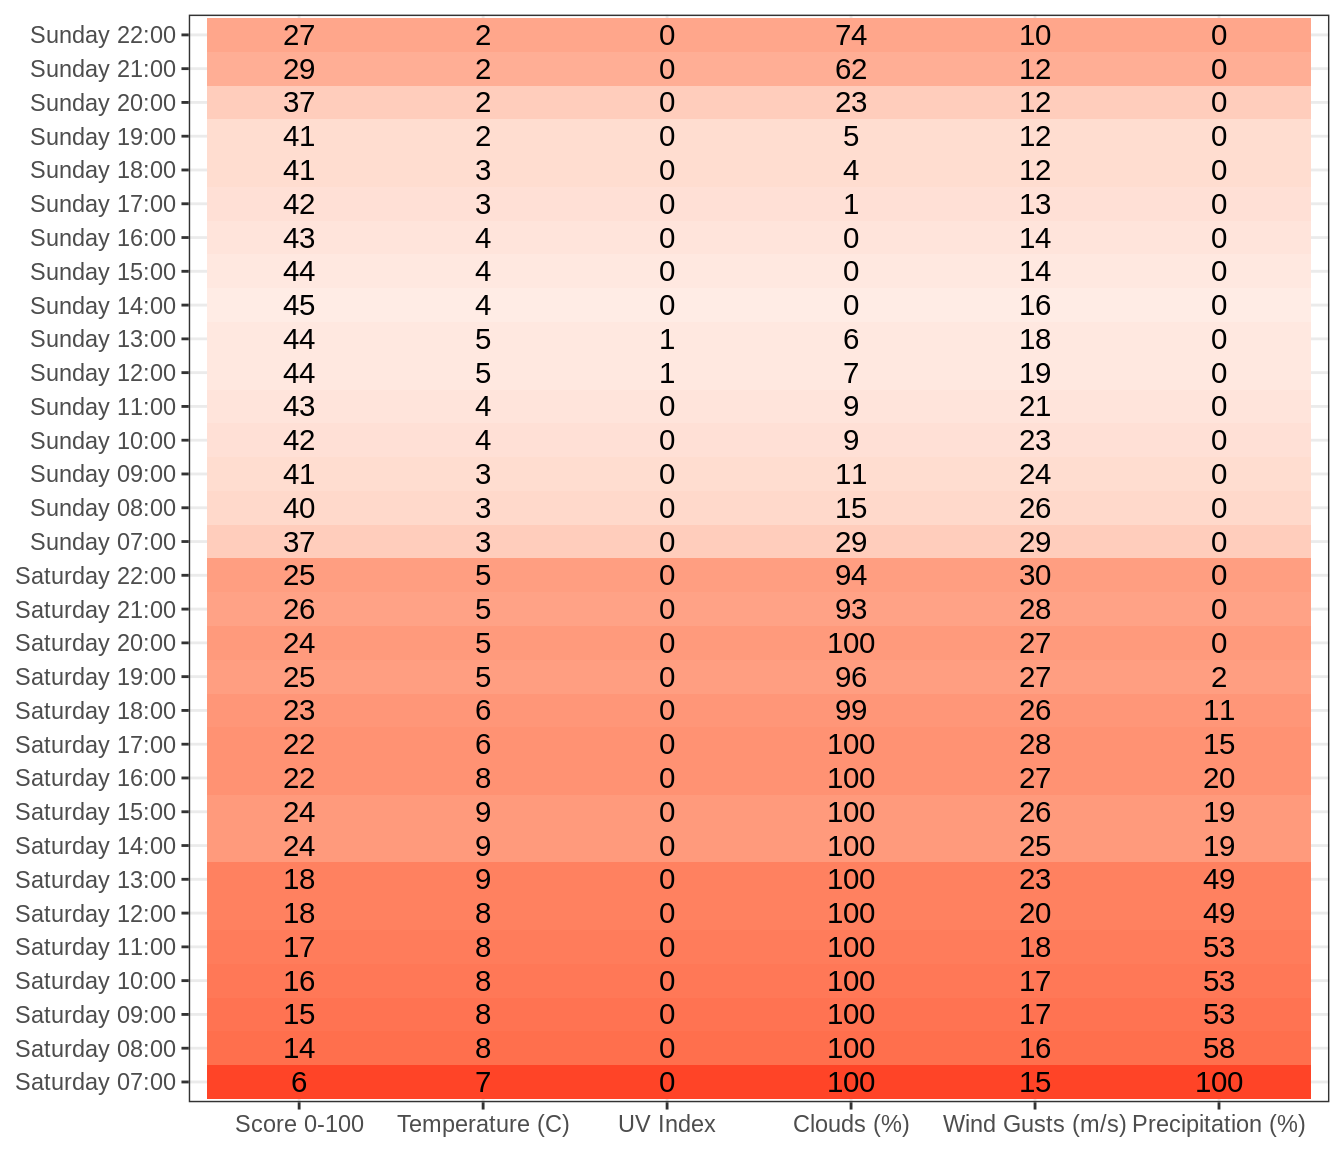 Sunday 22:00 27 2 0 74 10 0
Sunday 21:00 29 2 0 62 12 0
Sunday 20:00 37 2 0 23 12 0
Sunday 19:00 41 2 0 5 12 0
Sunday 18:00 41 3 0 4 12 0
Sunday 17:00 42 3 0 1 13 0
Sunday 16:00 43 4 0 0 14 0
Sunday 15:00 44 4 0 0 14 0
Sunday 14:00 45 4 0 0 16 0
Sunday 13:00 44 5 1 6 18 0
Sunday 12:00 44 5 1 7 19 0
Sunday 11:00 43 4 0 9 21 0
Sunday 10:00 42 4 0 9 23 0
Sunday 09:00 41 3 0 11 24 0
Sunday 08:00 40 3 0 15 26 0
Sunday 07:00 37 3 0 29 29 0
Saturday 22:00 25 5 0 94 30 0
Saturday 21:00 26 5 0 93 28 0
Saturday 20:00 24 5 0 100 27 0
Saturday 19:00 25 5 0 96 27 2
Saturday 18:00 23 6 0 99 26 11
Saturday 17:00 22 6 0 100 28 15
Saturday 16:00 22 8 0 100 27 20
Saturday 15:00 24 9 0 100 26 19
Saturday 14:00 24 9 0 100 25 19
Saturday 13:00 18 9 0 100 23 49
Saturday 12:00 18 8 0 100 20 49
Saturday 11:00 17 8 0 100 18 53
Saturday 10:00 16 8 0 100 17 53
Saturday 09:00 15 8 0 100 17 53
Saturday 08:00 14 8 0 100 16 58
Saturday 07:00 6 7 0 100 15 100
Score 0-100 Temperature (C) UV Index Clouds (%) Wind Gusts (m/s) Precipitation (%)